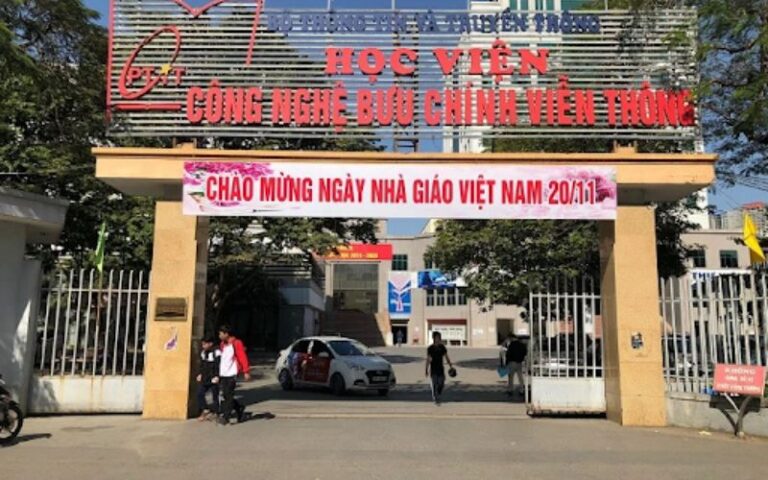 BỘ THÔNG TIN VÀ TRUYỀN THÔNG
PTIT
HỌC VIỆN
CÔNG NGHỆ BƯU CHÍNH VIỄN THÔNG
CHÀO MỪNG NGÀY NHÀ GIÁO VIỆT NAM 20/11
KHÔNG